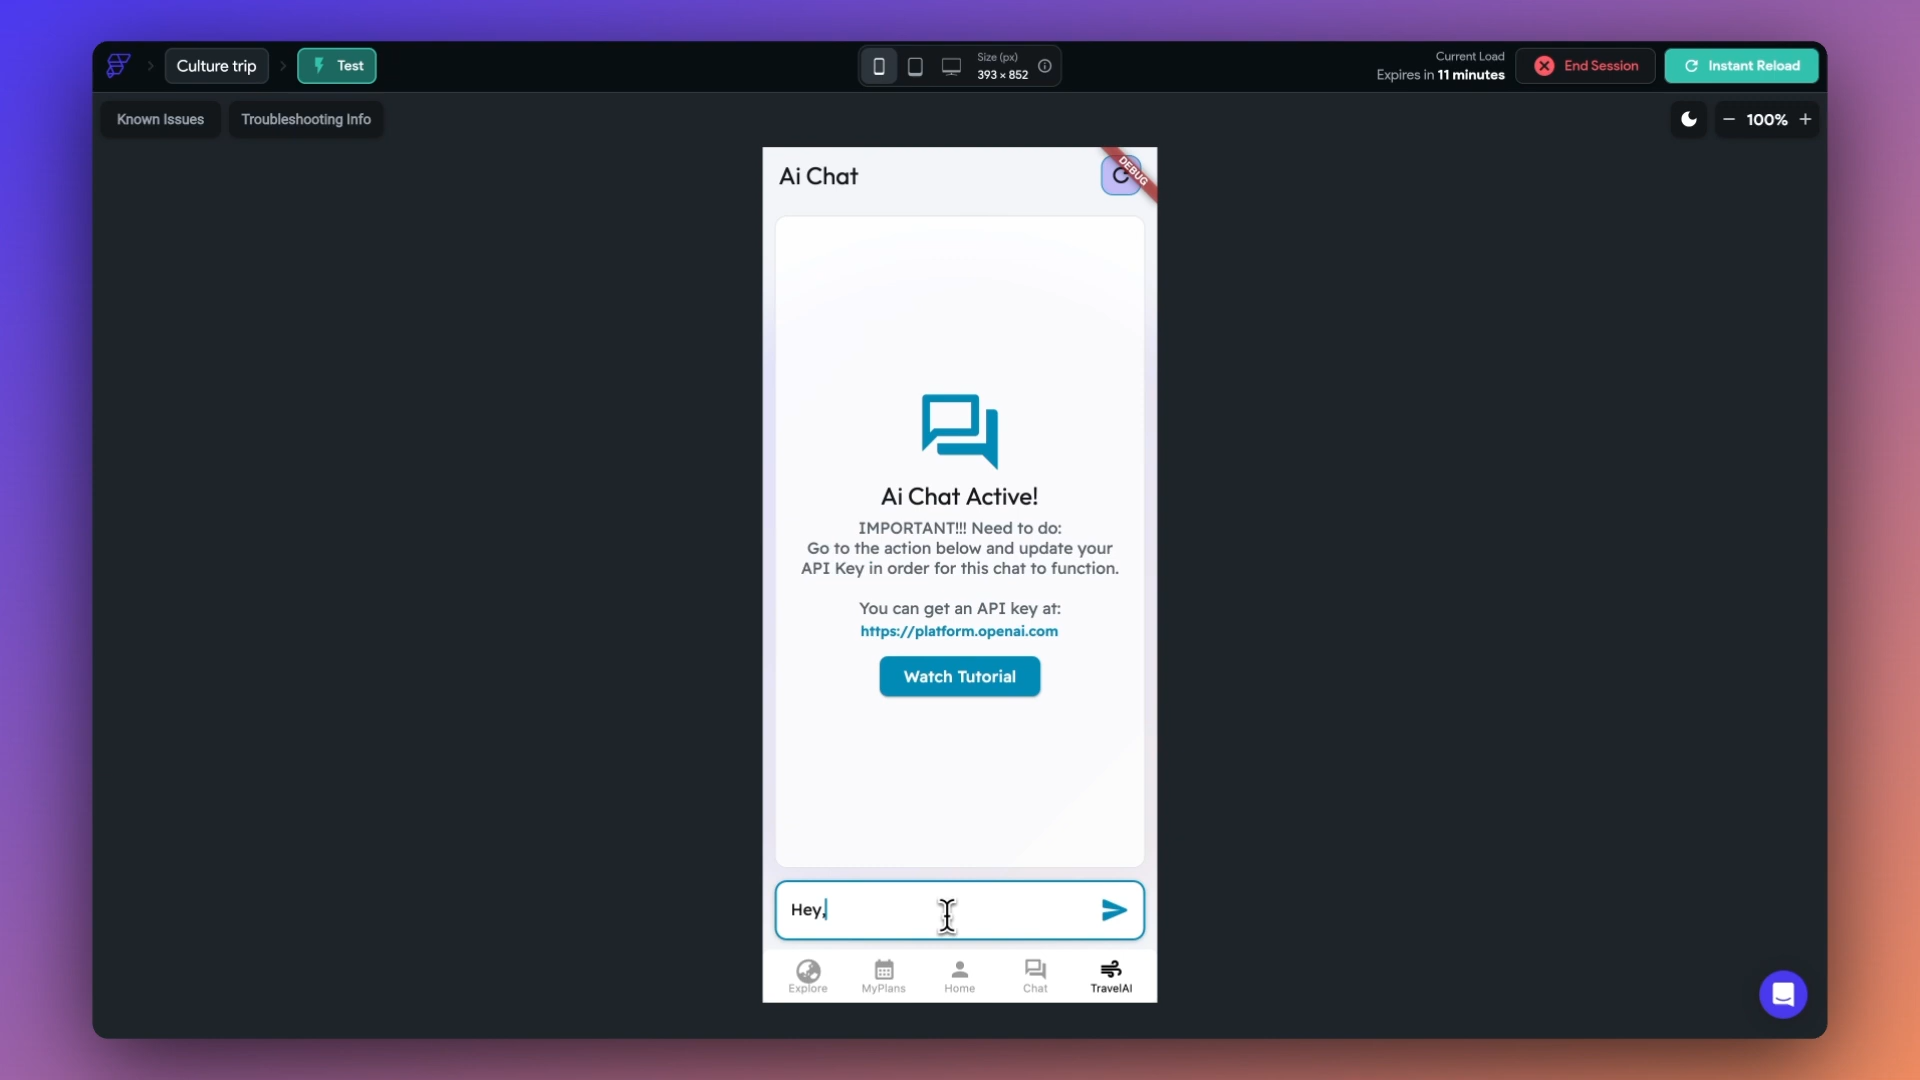 Culture trip
Test
Size (px)
393 × 852
Current Load
Expires in 11 minutes
End Session
Instant Reload
Known Issues
Troubleshooting Info
100%
Ai Chat
DEBUG
Ai Chat Active!
IMPORTANT!!! Need to do:
Go to the action below and update your
API Key in order for this chat to function.
You can get an API key at:
https://platform.openai.com
Watch Tutorial
Hey,
Explore
MyPlans
Home
Chat
TravelAI